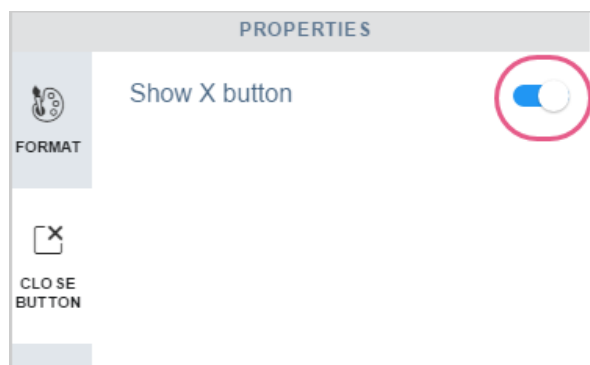 PROPERTIES
Show X button
FORMAT
CLOSE
BUTTON